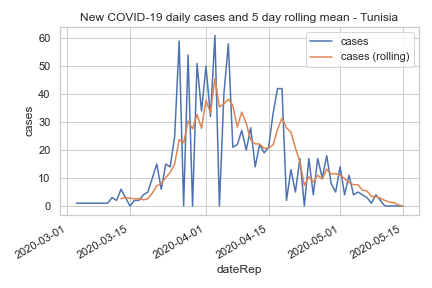 New COVID-19 daily cases and 5 day rolling mean - Tunisia
cases
cases (rolling)
60
50
40
30
20
10
0
cases
2020-03-01
2020-03-15
2020-04-01
2020-04-15
2020-05-01
2020-05-15
dateRep